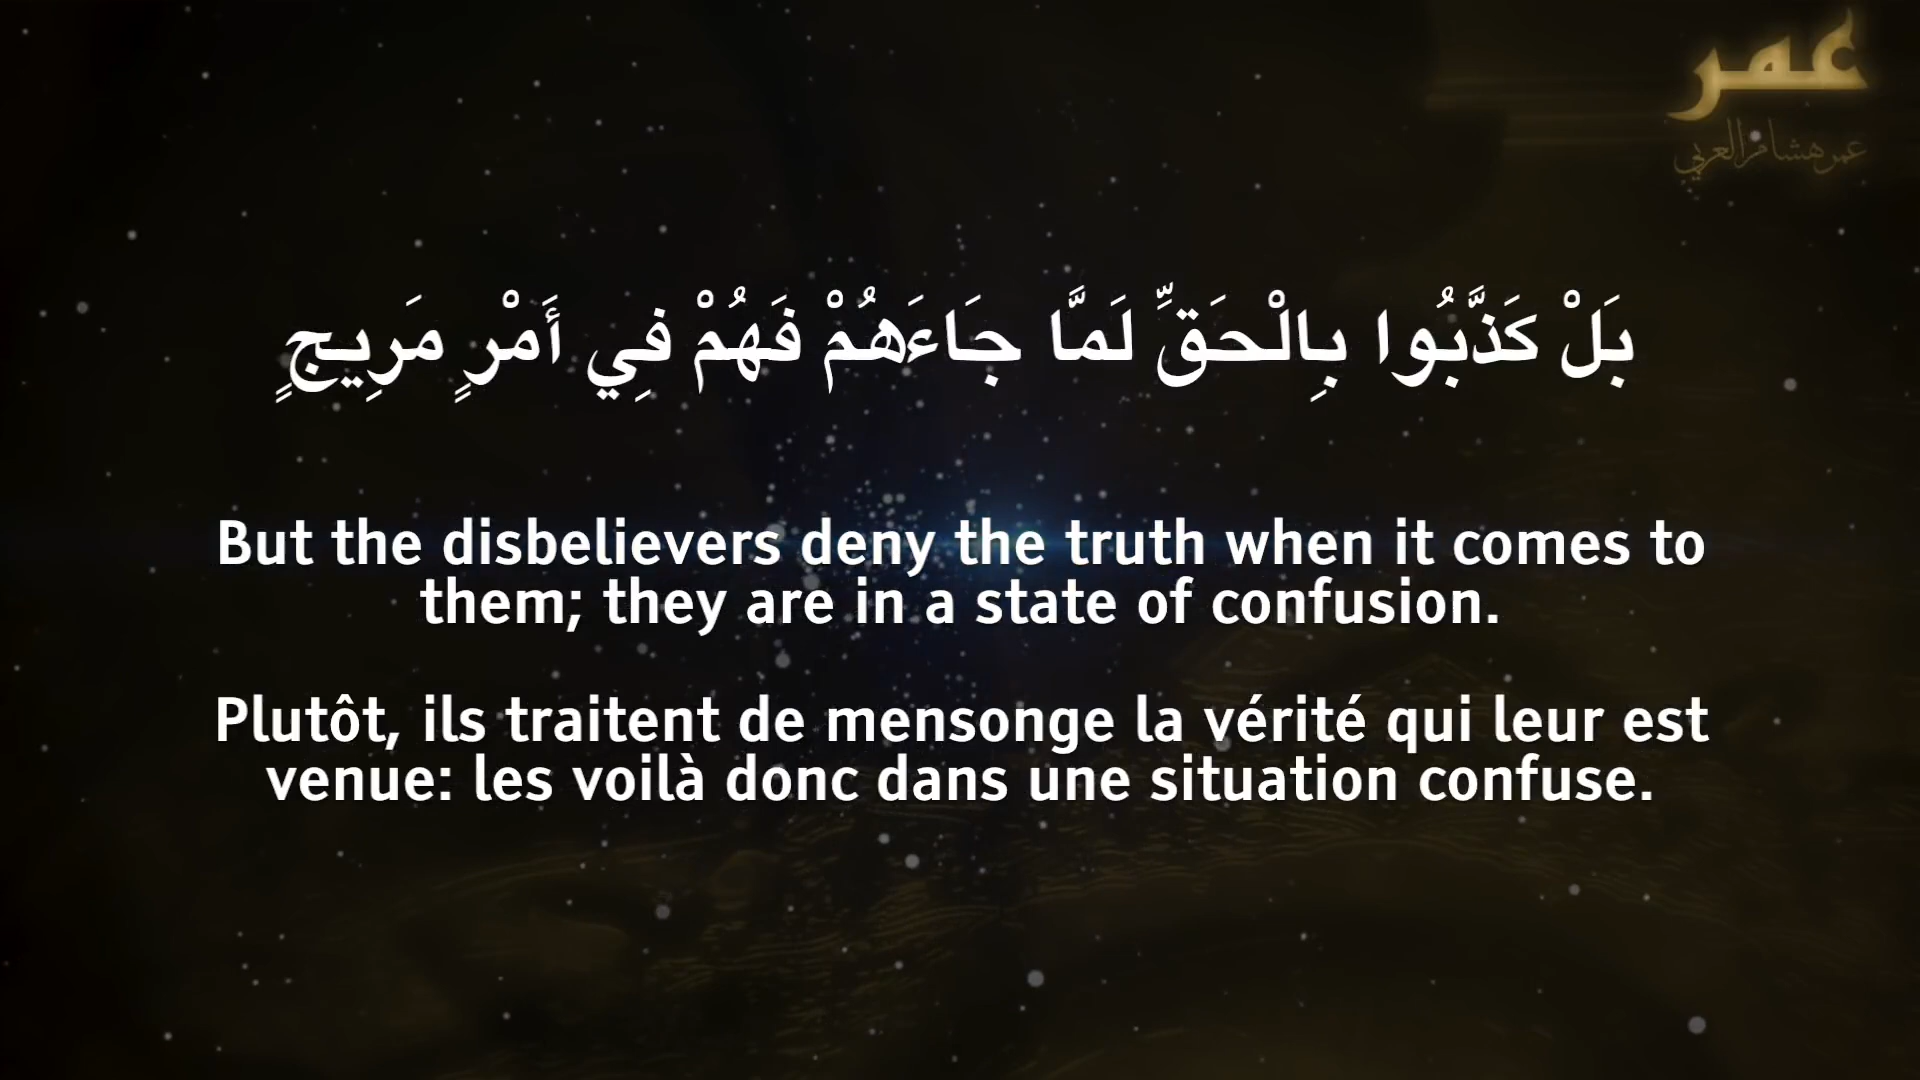 عمر
عمر هشام العربي
بَلْ كَذَّبُوا بِالْحَقِّ لَمَّا جَاءَهُمْ فَهُمْ فِي أَمْرٍ مَرِيجٍ
But the disbelievers deny the truth when it comes to
them; they are in a state of confusion.
Plutôt, ils traitent de mensonge la vérité qui leur est
venue: les voilà donc dans une situation confuse.